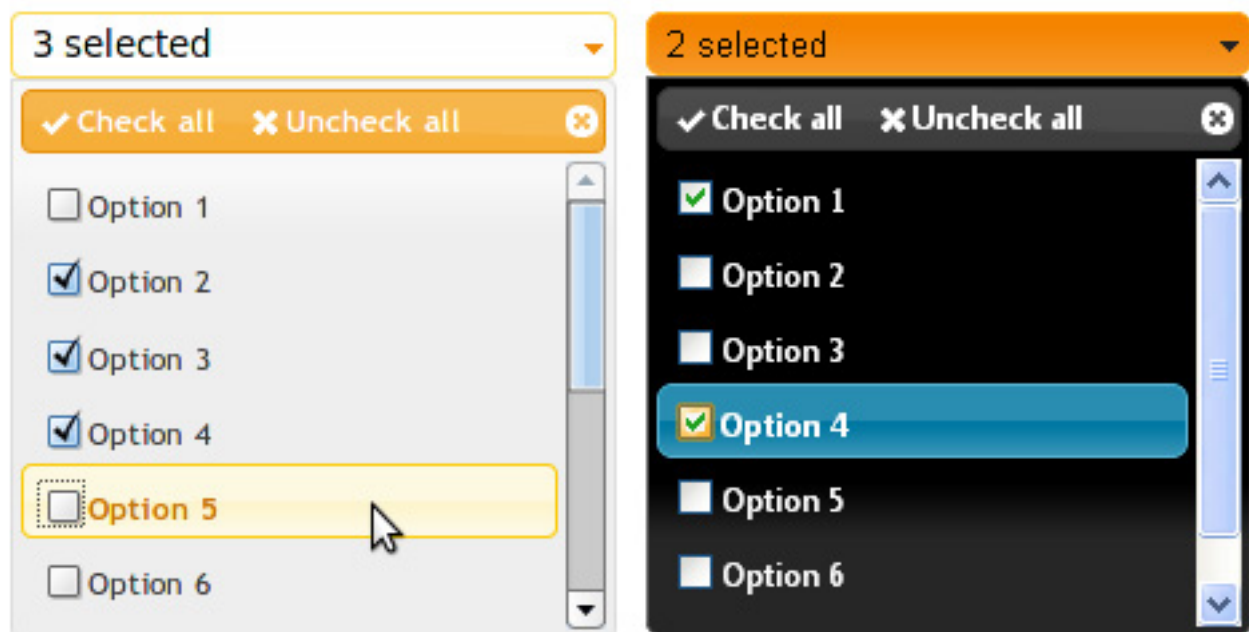 3 selected
Check all Uncheck all
Option 1
Option 2
Option 3
Option 4
Option 5
Option 6
2 selected
Check all Uncheck all
Option 1
Option 2
Option 3
Option 4
Option 5
Option 6